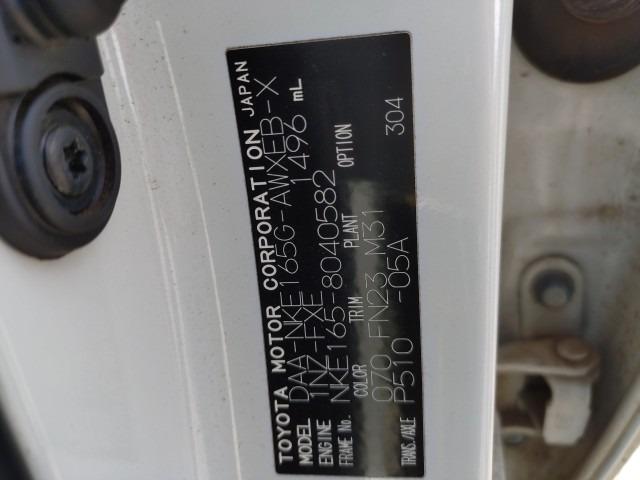 TOYOTA MOTOR CORPORATION JAPAN
MODEL DAA-NKE165G-AWXEB-X
ENGINE 1NZ-FXE 1496 mL
FRAME No. NKE165-8040582
COLOR TRIM PLANT OPTION
070 FN23 M31 304
TRANS./AXLE P510 -05A